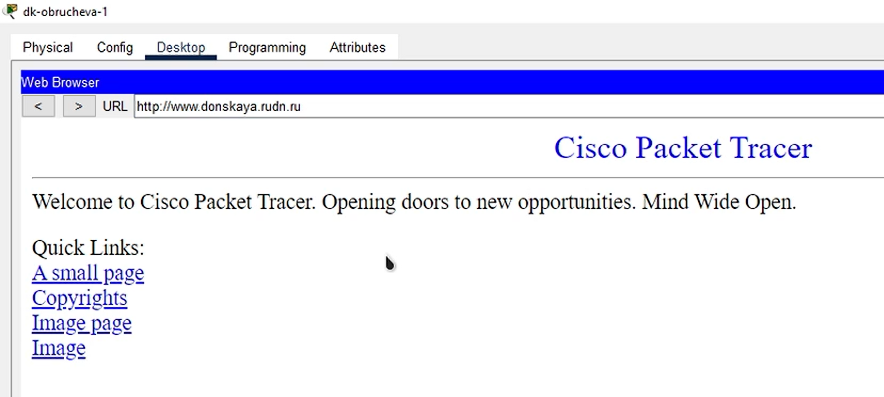 dk-obrucheva-1
Physical Config Desktop Programming Attributes
Web Browser
< > URL http://www.donskaya.rudn.ru
Cisco Packet Tracer
Welcome to Cisco Packet Tracer. Opening doors to new opportunities. Mind Wide Open.
Quick Links:
A small page
Copyrights
Image page
Image